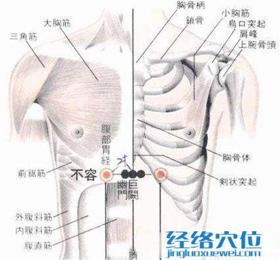 胸骨柄
鎖骨
小胸筋
烏口突起
肩峰
上腕骨頭
大胸筋
三角筋
腹部胃経
不容
巨闕
幽門
胸骨体
剣状突起
前鋸筋
外腹斜筋
内腹斜筋
腹直筋
经络穴位
www.jingluoxuewei.com